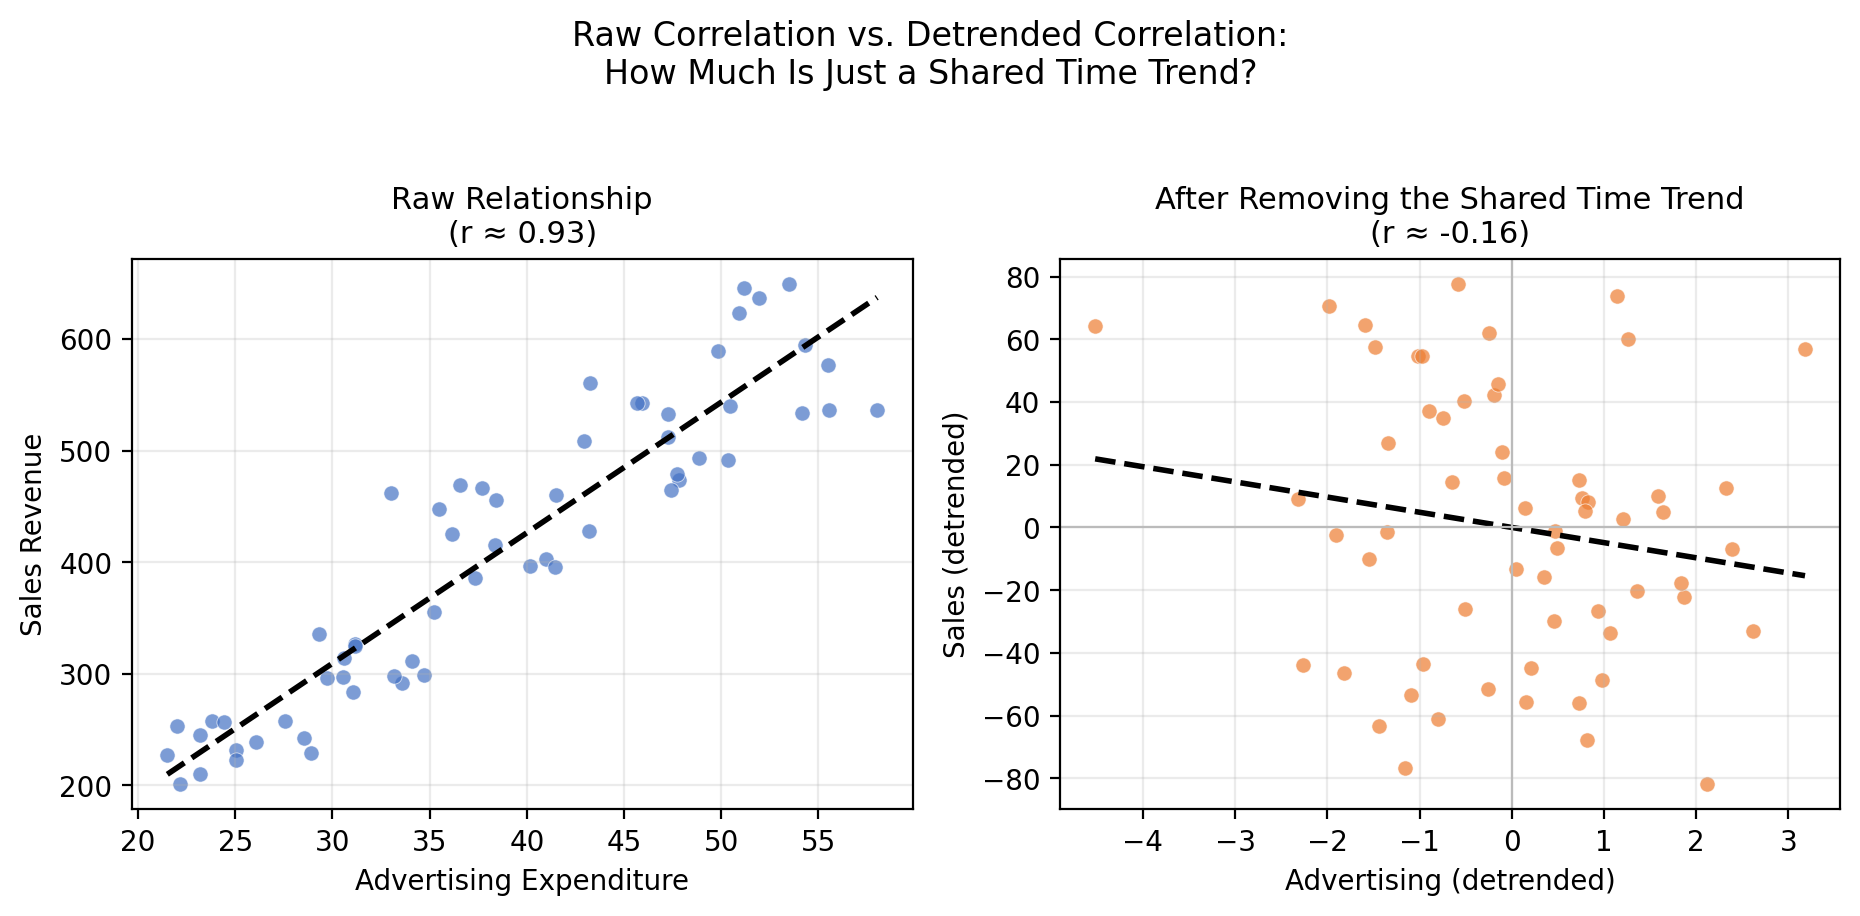 Raw Correlation vs. Detrended Correlation:
How Much Is Just a Shared Time Trend?
Raw Relationship
(r ≈ 0.93)
600
500
400
300
200
20 25 30 35 40 45 50 55
Sales Revenue
Advertising Expenditure
After Removing the Shared Time Trend
(r ≈ -0.16)
80
60
40
20
0
−20
−40
−60
−80
−4 −3 −2 −1 0 1 2 3
Sales (detrended)
Advertising (detrended)